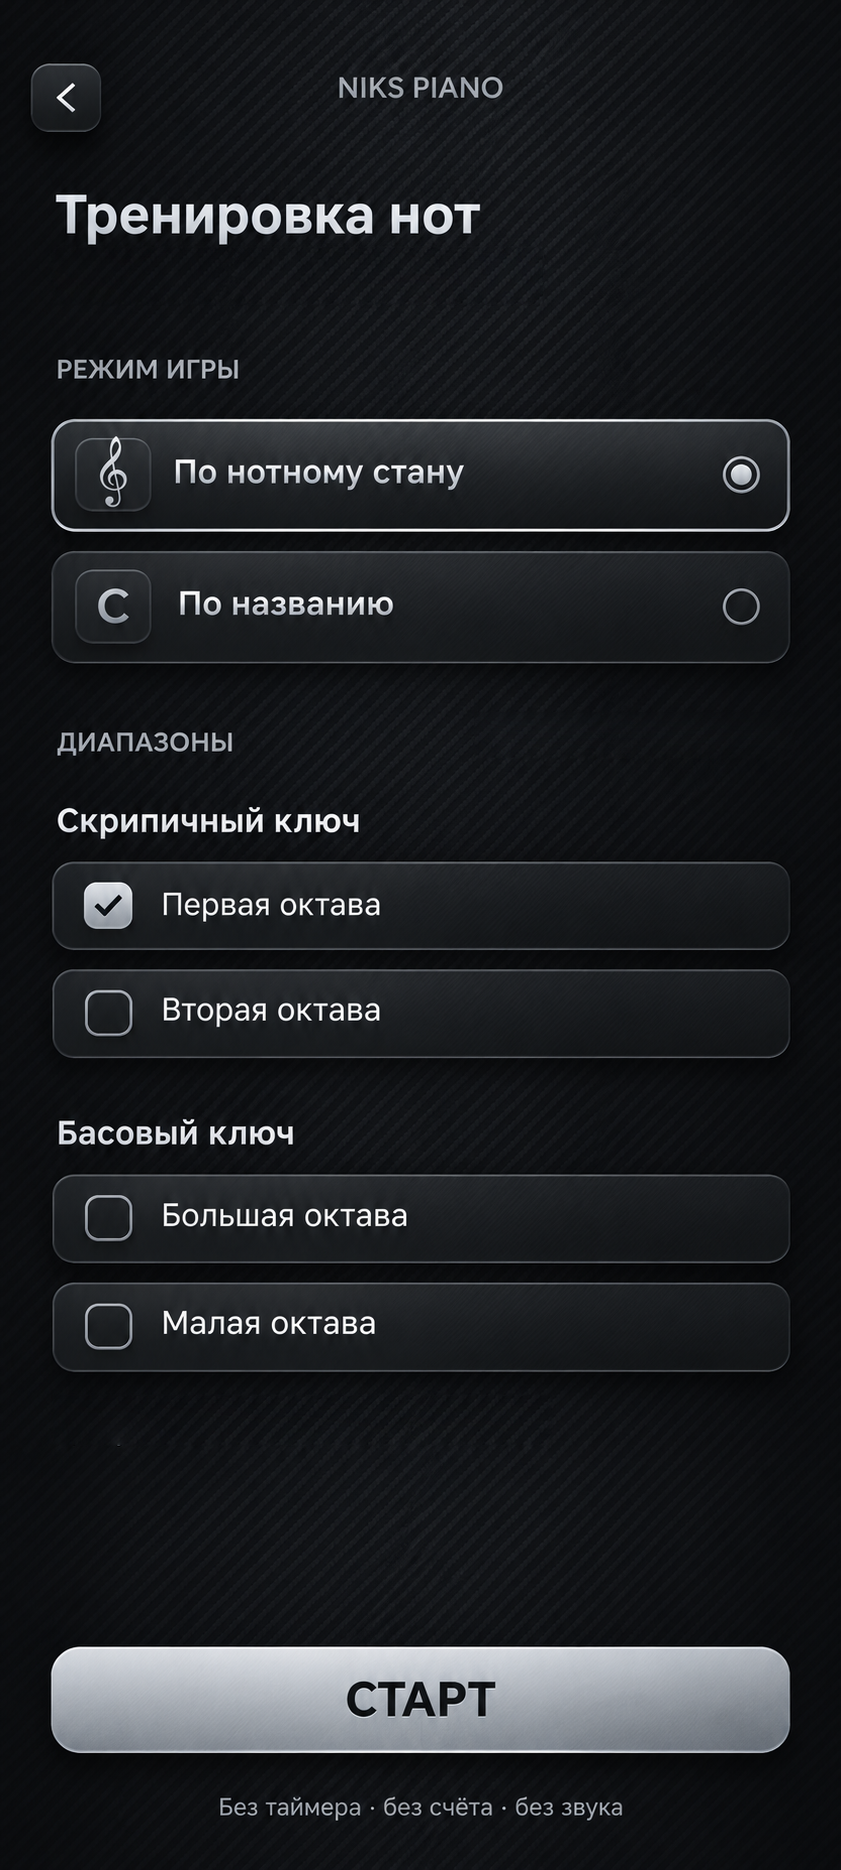 NIKS PIANO
Тренировка нот
РЕЖИМ ИГРЫ
По нотному стану
C
По названию
ДИАПАЗОНЫ
Скрипичный ключ
Первая октава
Вторая октава
Басовый ключ
Большая октава
Малая октава
СТАРТ
Без таймера · без счёта · без звука